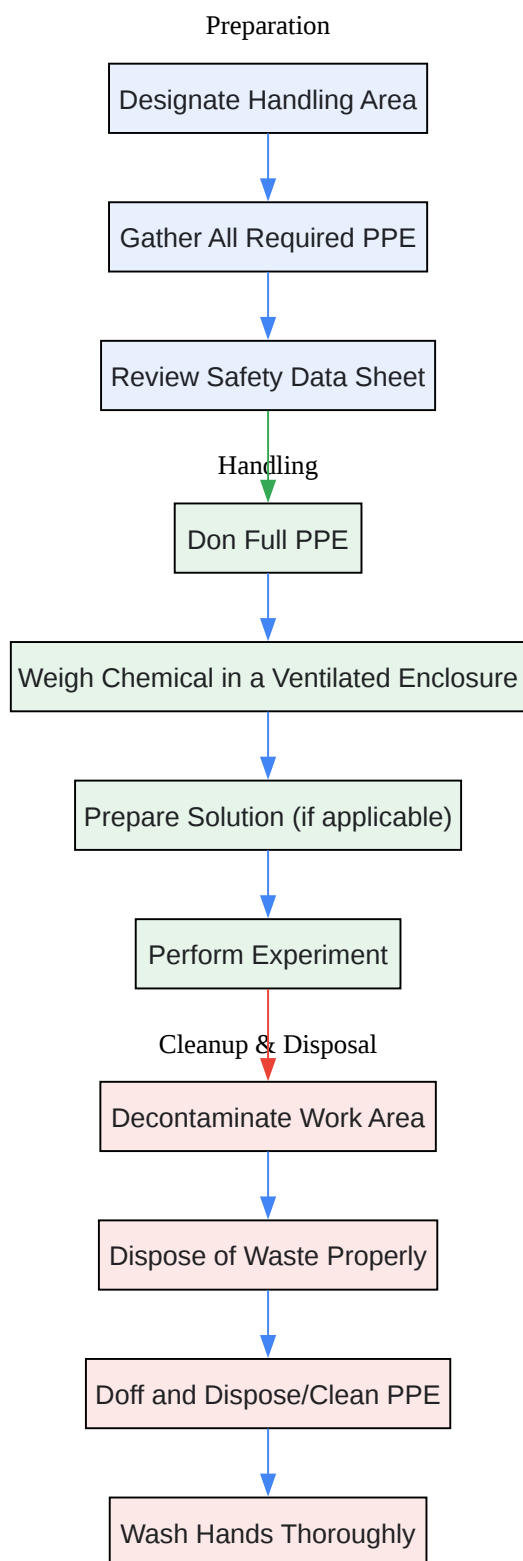 Preparation
Designate Handling Area
Gather All Required PPE
Review Safety Data Sheet
Handling
Don Full PPE
Weigh Chemical in a Ventilated Enclosure
Prepare Solution (if applicable)
Perform Experiment
Cleanup & Disposal
Decontaminate Work Area
Dispose of Waste Properly
Doff and Dispose/Clean PPE
Wash Hands Thoroughly